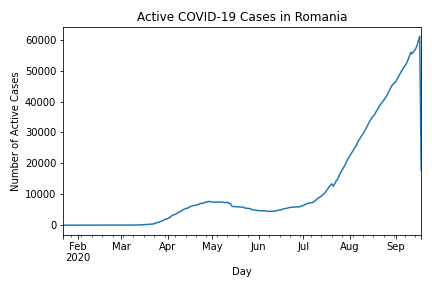 Active COVID-19 Cases in Romania
60000
50000
40000
30000
20000
10000
0
Number of Active Cases
Feb Mar Apr May Jun Jul Aug Sep
2020
Day